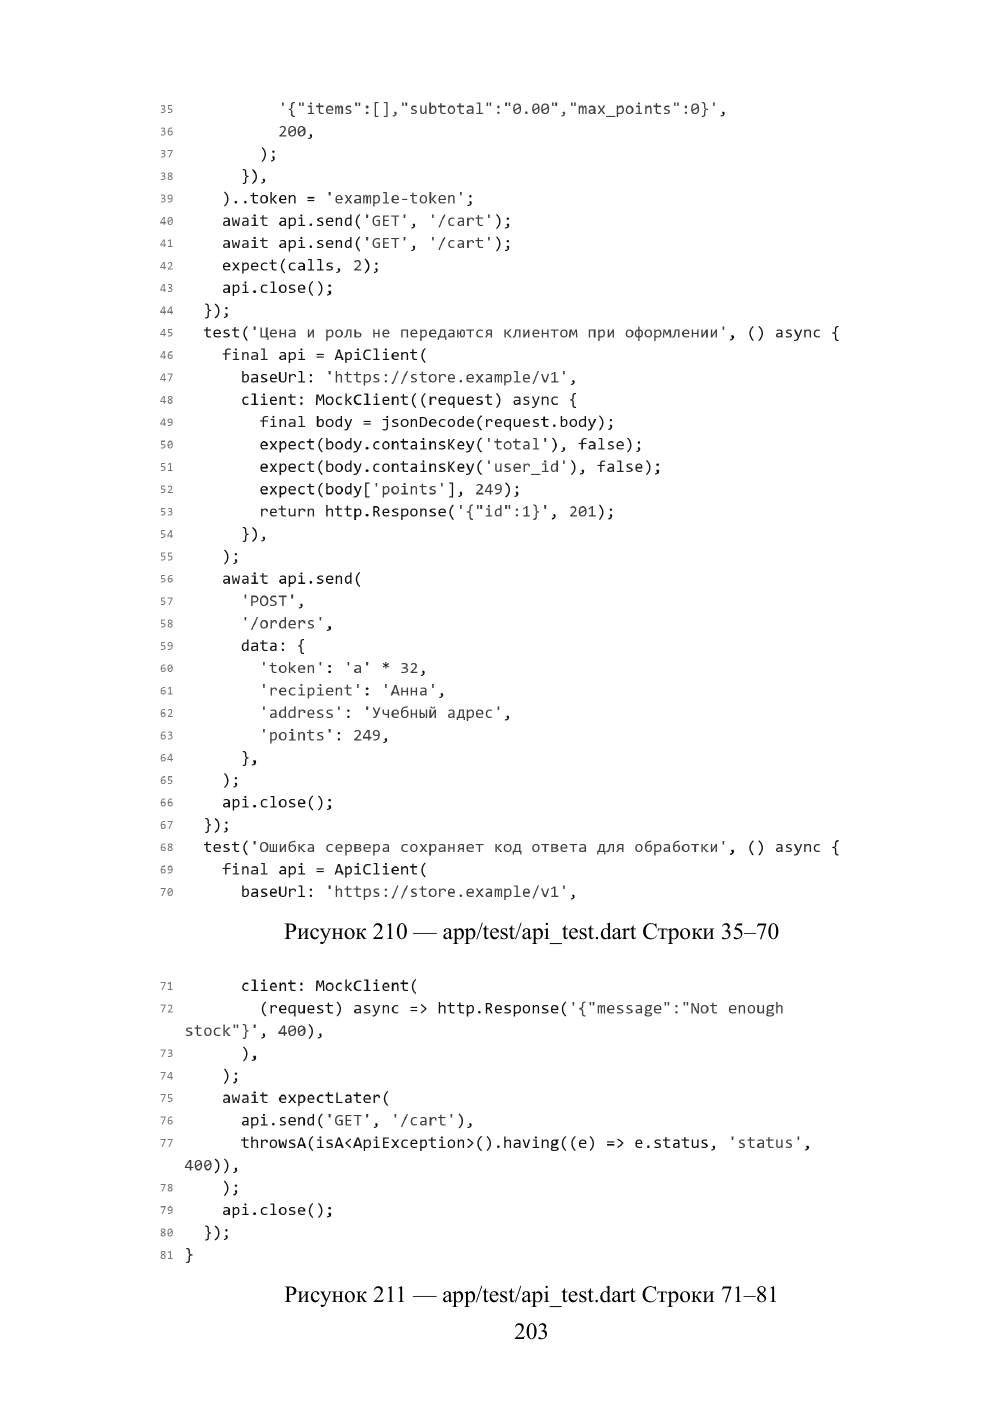 35           '{"items":[],"subtotal":"0.00","max_points":0}',
36           200,
37         );
38       }),
39     )..token = 'example-token';
40     await api.send('GET', '/cart');
41     await api.send('GET', '/cart');
42     expect(calls, 2);
43     api.close();
44   });
45   test('Цена и роль не передаются клиентом при оформлении', () async {
46     final api = ApiClient(
47       baseUrl: 'https://store.example/v1',
48       client: MockClient((request) async {
49         final body = jsonDecode(request.body);
50         expect(body.containsKey('total'), false);
51         expect(body.containsKey('user_id'), false);
52         expect(body['points'], 249);
53         return http.Response('{"id":1}', 201);
54       }),
55     );
56     await api.send(
57       'POST',
58       '/orders',
59       data: {
60         'token': 'a' * 32,
61         'recipient': 'Анна',
62         'address': 'Учебный адрес',
63         'points': 249,
64       },
65     );
66     api.close();
67   });
68   test('Ошибка сервера сохраняет код ответа для обработки', () async {
69     final api = ApiClient(
70       baseUrl: 'https://store.example/v1',
Рисунок 210 — app/test/api_test.dart Строки 35–70
71       client: MockClient(
72         (request) async => http.Response('{"message":"Not enough
stock"}', 400),
73       ),
74     );
75     await expectLater(
76       api.send('GET', '/cart'),
77       throwsA(isA<ApiException>().having((e) => e.status, 'status',
400)),
78     );
79     api.close();
80   });
81 }
Рисунок 211 — app/test/api_test.dart Строки 71–81
203